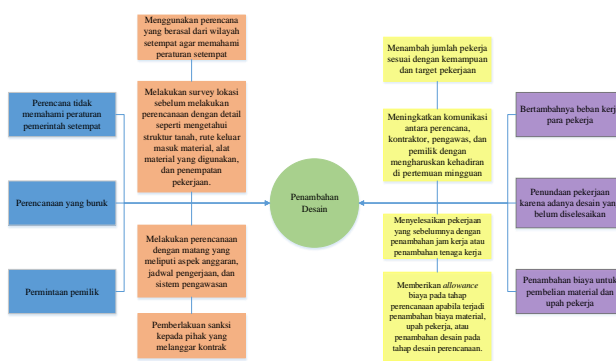 Perencana tidak
memahami peraturan
pemerintah setempat
Perencanaan yang buruk
Permintaan pemilik
Menggunakan perencana
yang berasal dari wilayah
setempat agar memahami
peraturan setempat
Melakukan survey lokasi
sebelum melakukan
perencanaan dengan detail
seperti mengetahui
struktur tanah, rute keluar
masuk material, alat
material yang digunakan,
dan penempatan
pekerjaan.
Melakukan perencanaan
dengan matang yang
meliputi aspek anggaran,
jadwal pengerjaan, dan
sistem pengawasan
Pemberlakuan sanksi
kepada pihak yang
melanggar kontrak
Penambahan
Desain
Menambah jumlah pekerja
sesuai dengan kemampuan
dan target pekerjaan
Meningkatkan komunikasi
antara perencana,
kontraktor, pengawas, dan
pemilik dengan
mengharuskan kehadiran
di pertemuan mingguan
Menyelesaikan pekerjaan
yang sebelumnya dengan
penambahan jam kerja atau
penambahan tenaga kerja
Memberikan allowance
biaya pada tahap
perencanaan apabila terjadi
penambahan biaya material,
upah pekerja, atau
penambahan desain pada
tahap desain perencanaan.
Bertambahnya beban kerj
para pekerja
Penundaan pekerjaan
karena adanya desain yan
belum diselesaikan
Penambahan biaya untuk
pembelian material dan
upah pekerja